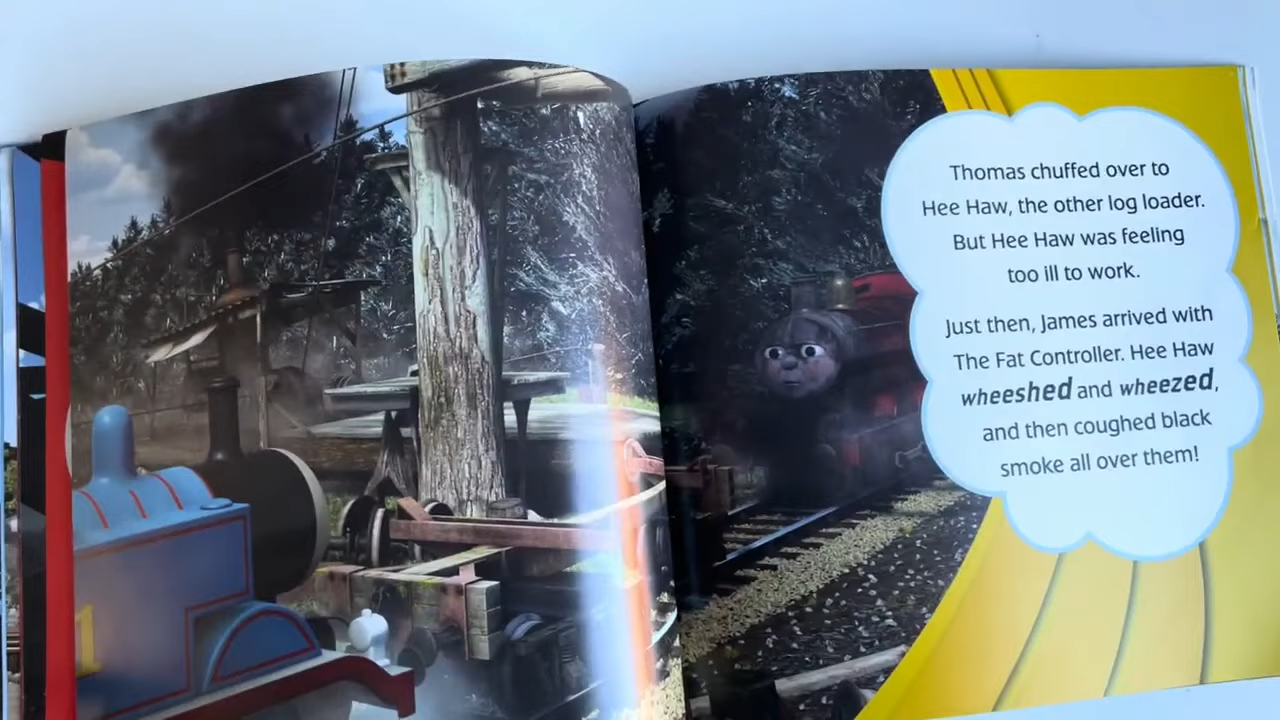 Thomas chuffed over to
Hee Haw, the other log loader.
But Hee Haw was feeling
too ill to work.
Just then, James arrived with
The Fat Controller. Hee Haw
wheeshed and wheezed,
and then coughed black
smoke all over them!
1